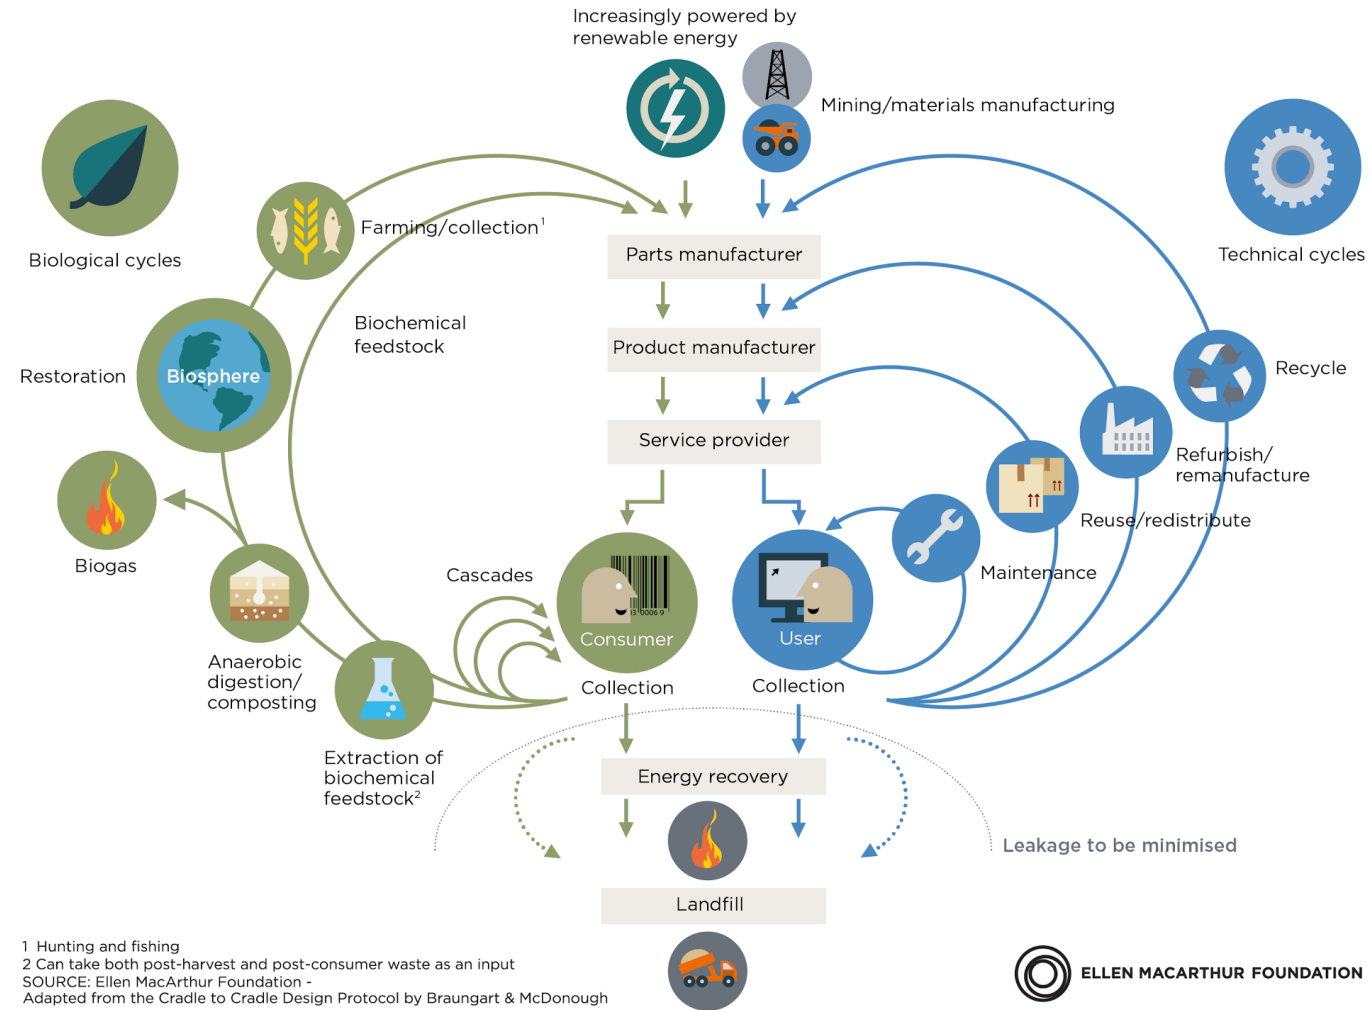 Increasingly powered by
renewable energy
Mining/materials manufacturing
Biological cycles
Technical cycles
Farming/collection¹
Parts manufacturer
Biochemical
feedstock
Product manufacturer
Restoration
Biosphere
Recycle
Service provider
Refurbish/
remanufacture
Reuse/redistribute
Biogas
Cascades
Maintenance
03 0006 9
Consumer
User
Anaerobic
digestion/
composting
Collection
Collection
Extraction of
biochemical
feedstock²
Energy recovery
Leakage to be minimised
Landfill
1 Hunting and fishing
2 Can take both post-harvest and post-consumer waste as an input
SOURCE: Ellen MacArthur Foundation -
Adapted from the Cradle to Cradle Design Protocol by Braungart & McDonough
ELLEN MACARTHUR FOUNDATION